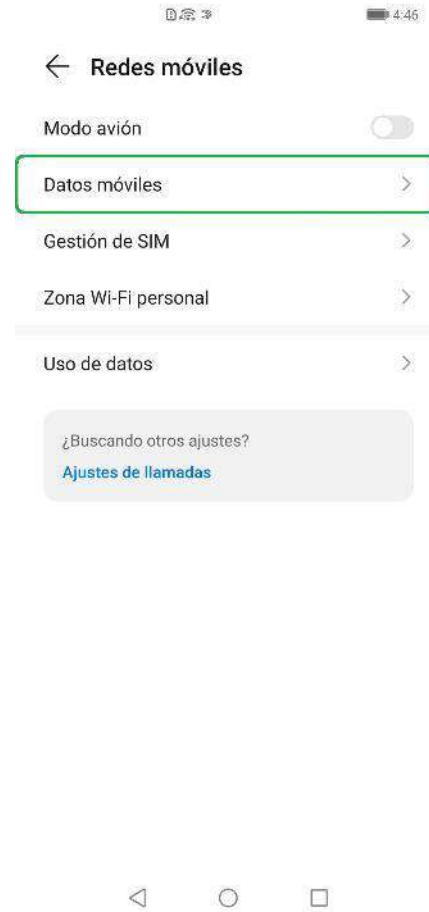 4:46
Redes móviles
Modo avión
Datos móviles
Gestión de SIM
Zona Wi-Fi personal
Uso de datos
¿Buscando otros ajustes?
Ajustes de llamadas